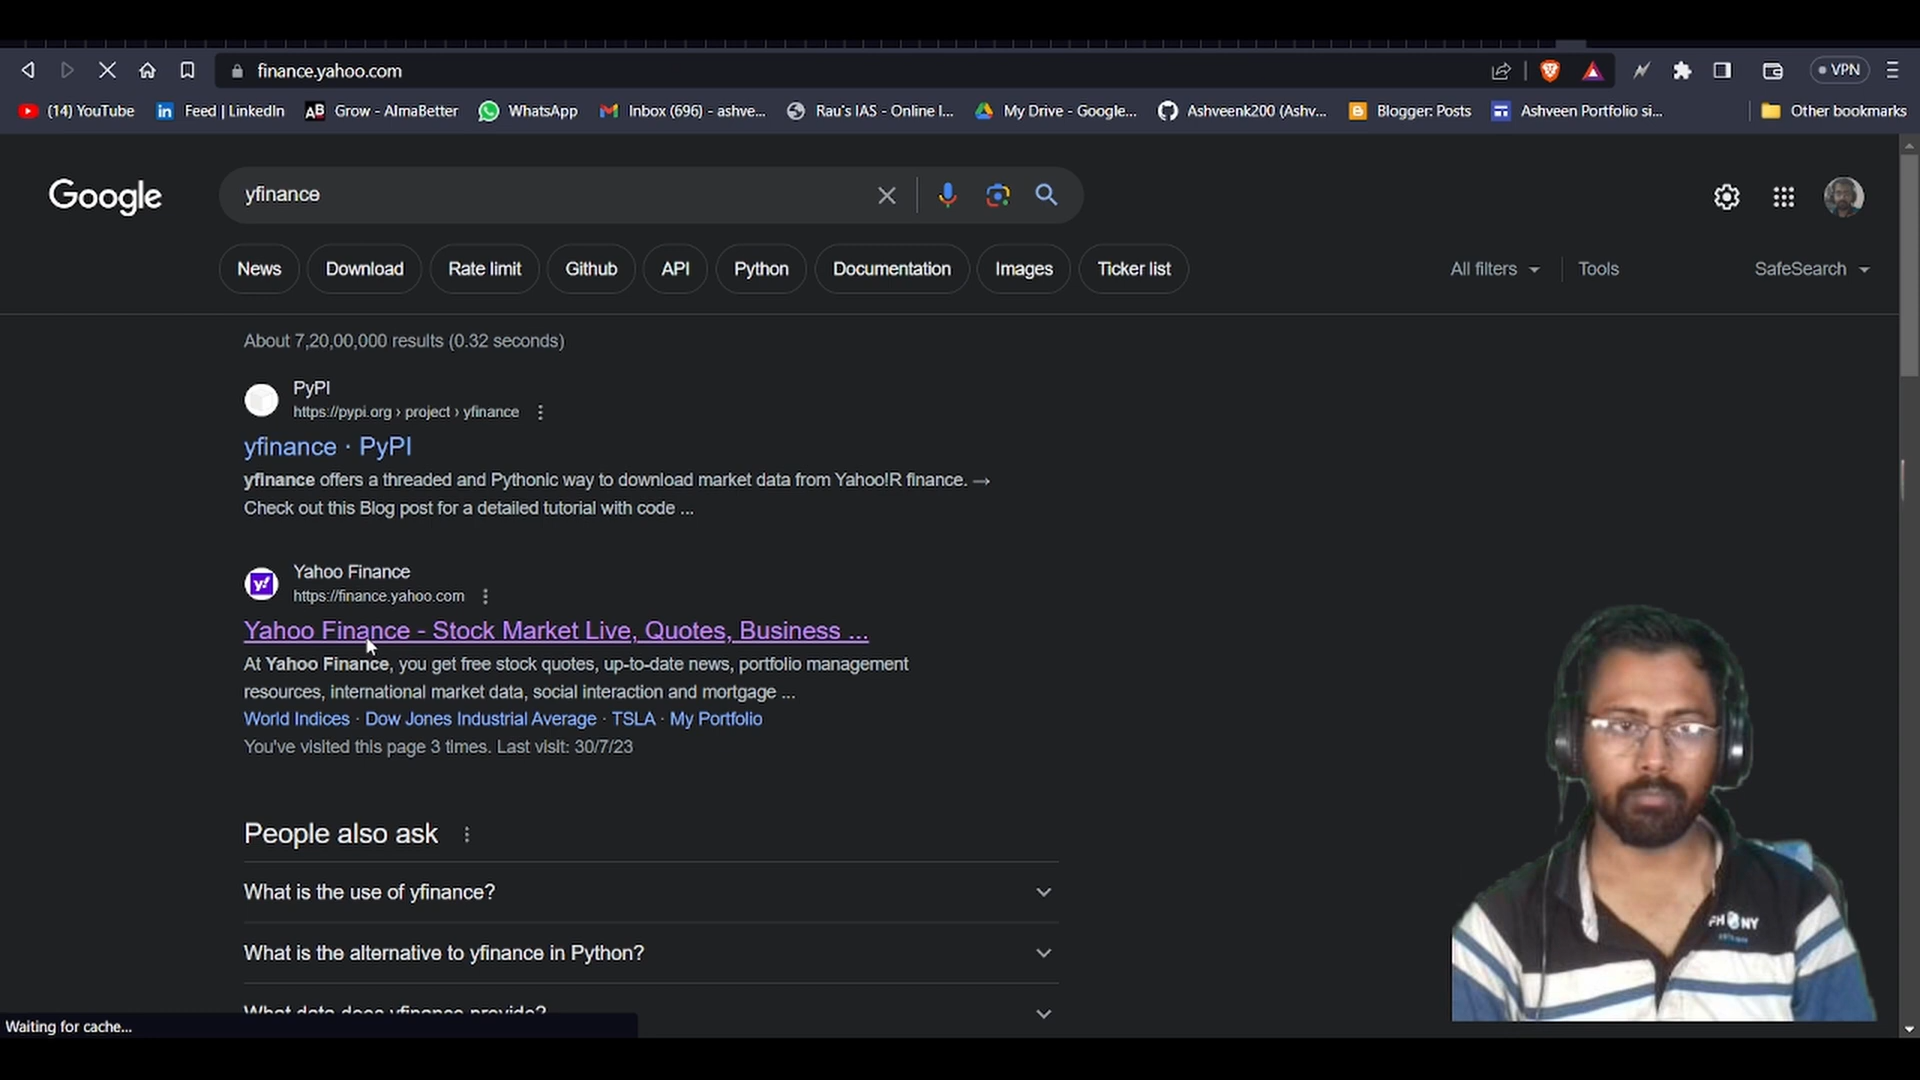 finance.yahoo.com
VPN
(14) YouTube
Feed | LinkedIn
Grow - AlmaBetter
WhatsApp
Inbox (696) - ashve...
Rau's IAS - Online I...
My Drive - Google...
Ashveenk200 (Ashv...
Blogger: Posts
Ashveen Portfolio si...
Other bookmarks
Google
yfinance
News
Download
Rate limit
Github
API
Python
Documentation
Images
Ticker list
All filters
Tools
SafeSearch
About 7,20,00,000 results (0.32 seconds)
PyPI
https://pypi.org › project › yfinance
yfinance · PyPI
yfinance offers a threaded and Pythonic way to download market data from Yahoo!R finance. →
Check out this Blog post for a detailed tutorial with code ...
y!
Yahoo Finance
https://finance.yahoo.com
Yahoo Finance - Stock Market Live, Quotes, Business ...
At Yahoo Finance, you get free stock quotes, up-to-date news, portfolio management
resources, international market data, social interaction and mortgage ...
World Indices · Dow Jones Industrial Average · TSLA · My Portfolio
You've visited this page 3 times. Last visit: 30/7/23
People also ask
What is the use of yfinance?
What is the alternative to yfinance in Python?
What data does yfinance provide?
Waiting for cache...